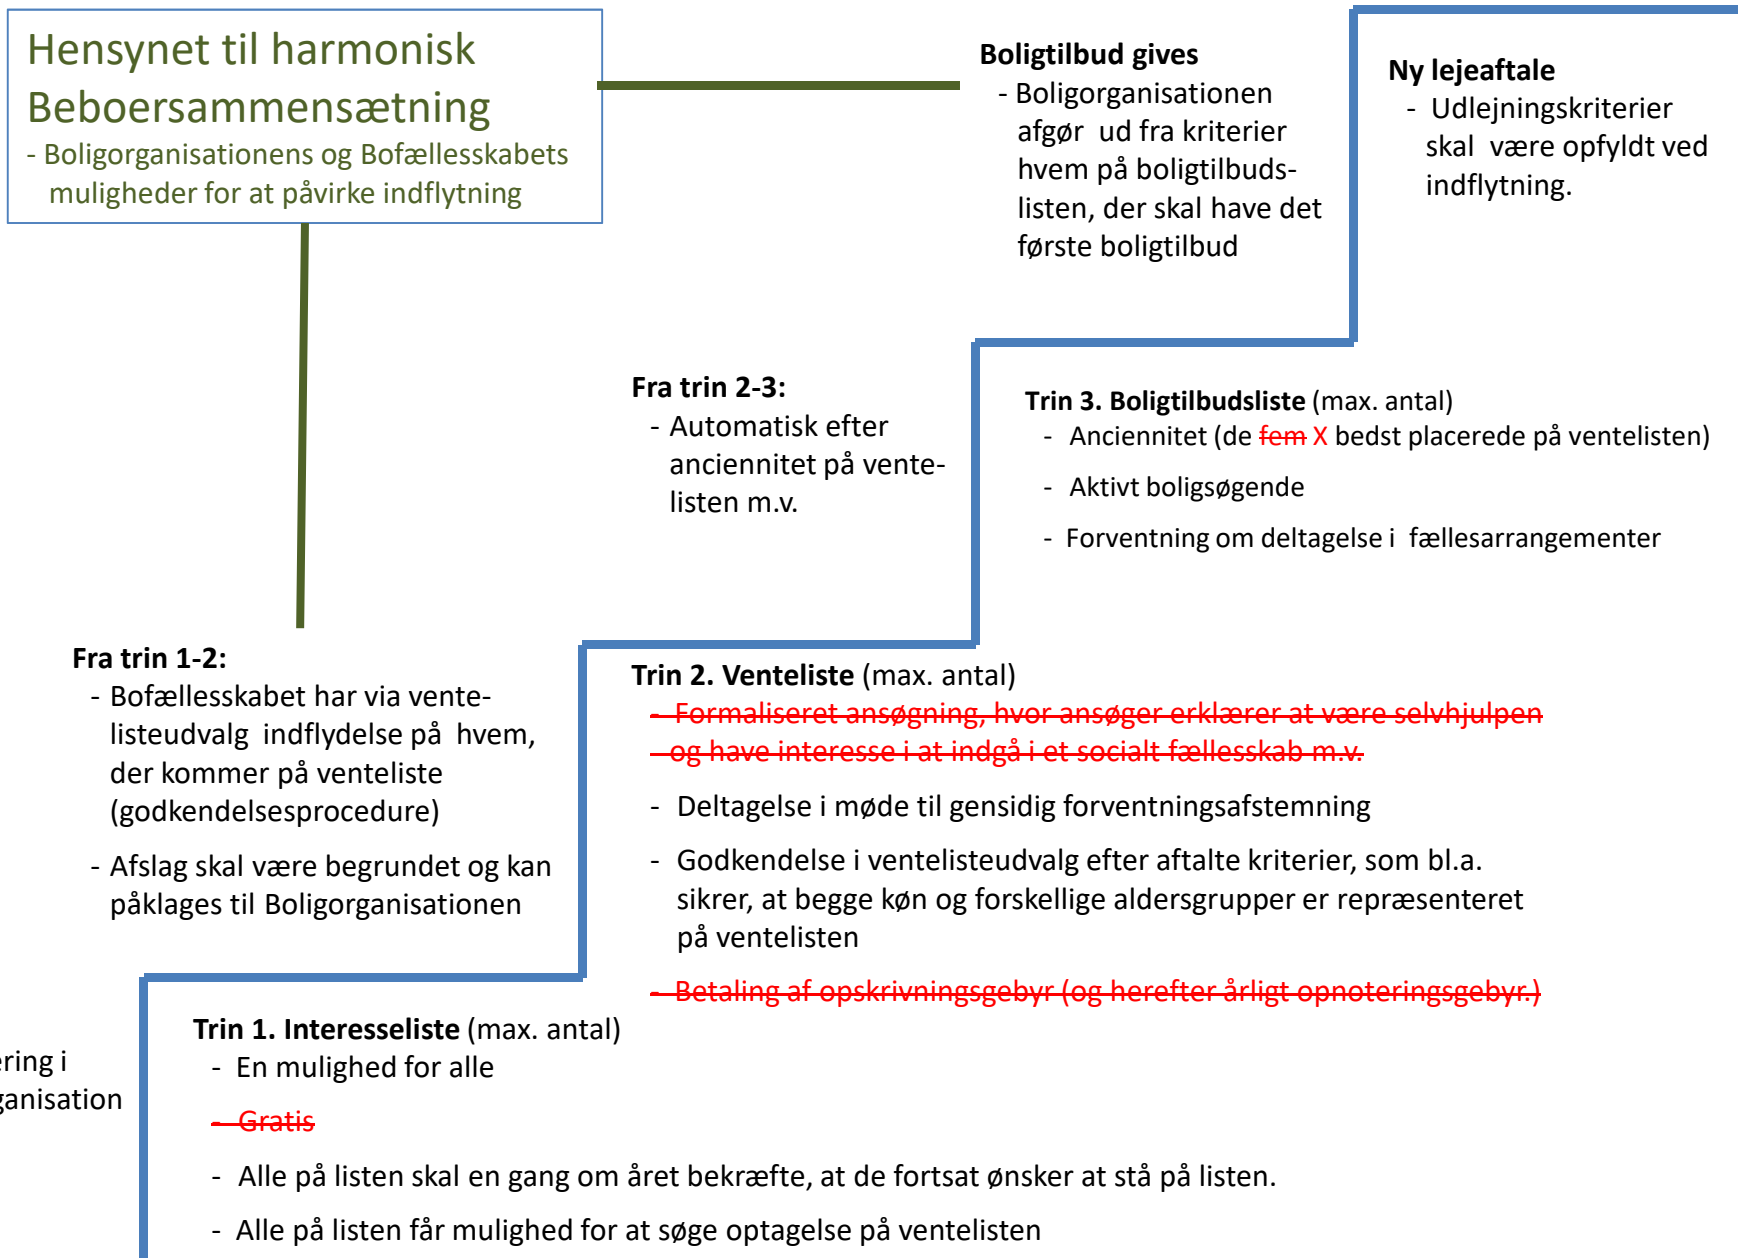 Hensynet til harmonisk
Beboersammensætning
- Boligorganisationens og Bofællesskabets
muligheder for at påvirke indflytning
Boligtilbud gives
- Boligorganisationen
afgør ud fra kriterier
hvem på boligtilbuds-
listen, der skal have det
første boligtilbud
Ny lejeaftale
- Udlejningskriterier
skal være opfyldt ved
indflytning.
Fra trin 2-3:
- Automatisk efter
anciennitet på vente-
listen m.v.
Trin 3. Boligtilbudsliste (max. antal)
- Anciennitet (de fem X bedst placerede på ventelisten)
- Aktivt boligsøgende
- Forventning om deltagelse i fællesarrangementer
Fra trin 1-2:
- Bofællesskabet har via vente-
listeudvalg indflydelse på hvem,
der kommer på venteliste
(godkendelsesprocedure)
- Afslag skal være begrundet og kan
påklages til Boligorganisationen
Trin 2. Venteliste (max. antal)
- Formaliseret ansøgning, hvor ansøger erklærer at være selvhjulpen
og have interesse i at indgå i et socialt fællesskab m.v.
- Deltagelse i møde til gensidig forventningsafstemning
- Godkendelse i ventelisteudvalg efter aftalte kriterier, som bl.a.
sikrer, at begge køn og forskellige aldersgrupper er repræsenteret
på ventelisten
- Betaling af opskrivningsgebyr (og herefter årligt opnoteringsgebyr.)
ering i
ganisation
Trin 1. Interesseliste (max. antal)
- En mulighed for alle
- Gratis
- Alle på listen skal en gang om året bekræfte, at de fortsat ønsker at stå på listen.
- Alle på listen får mulighed for at søge optagelse på ventelisten